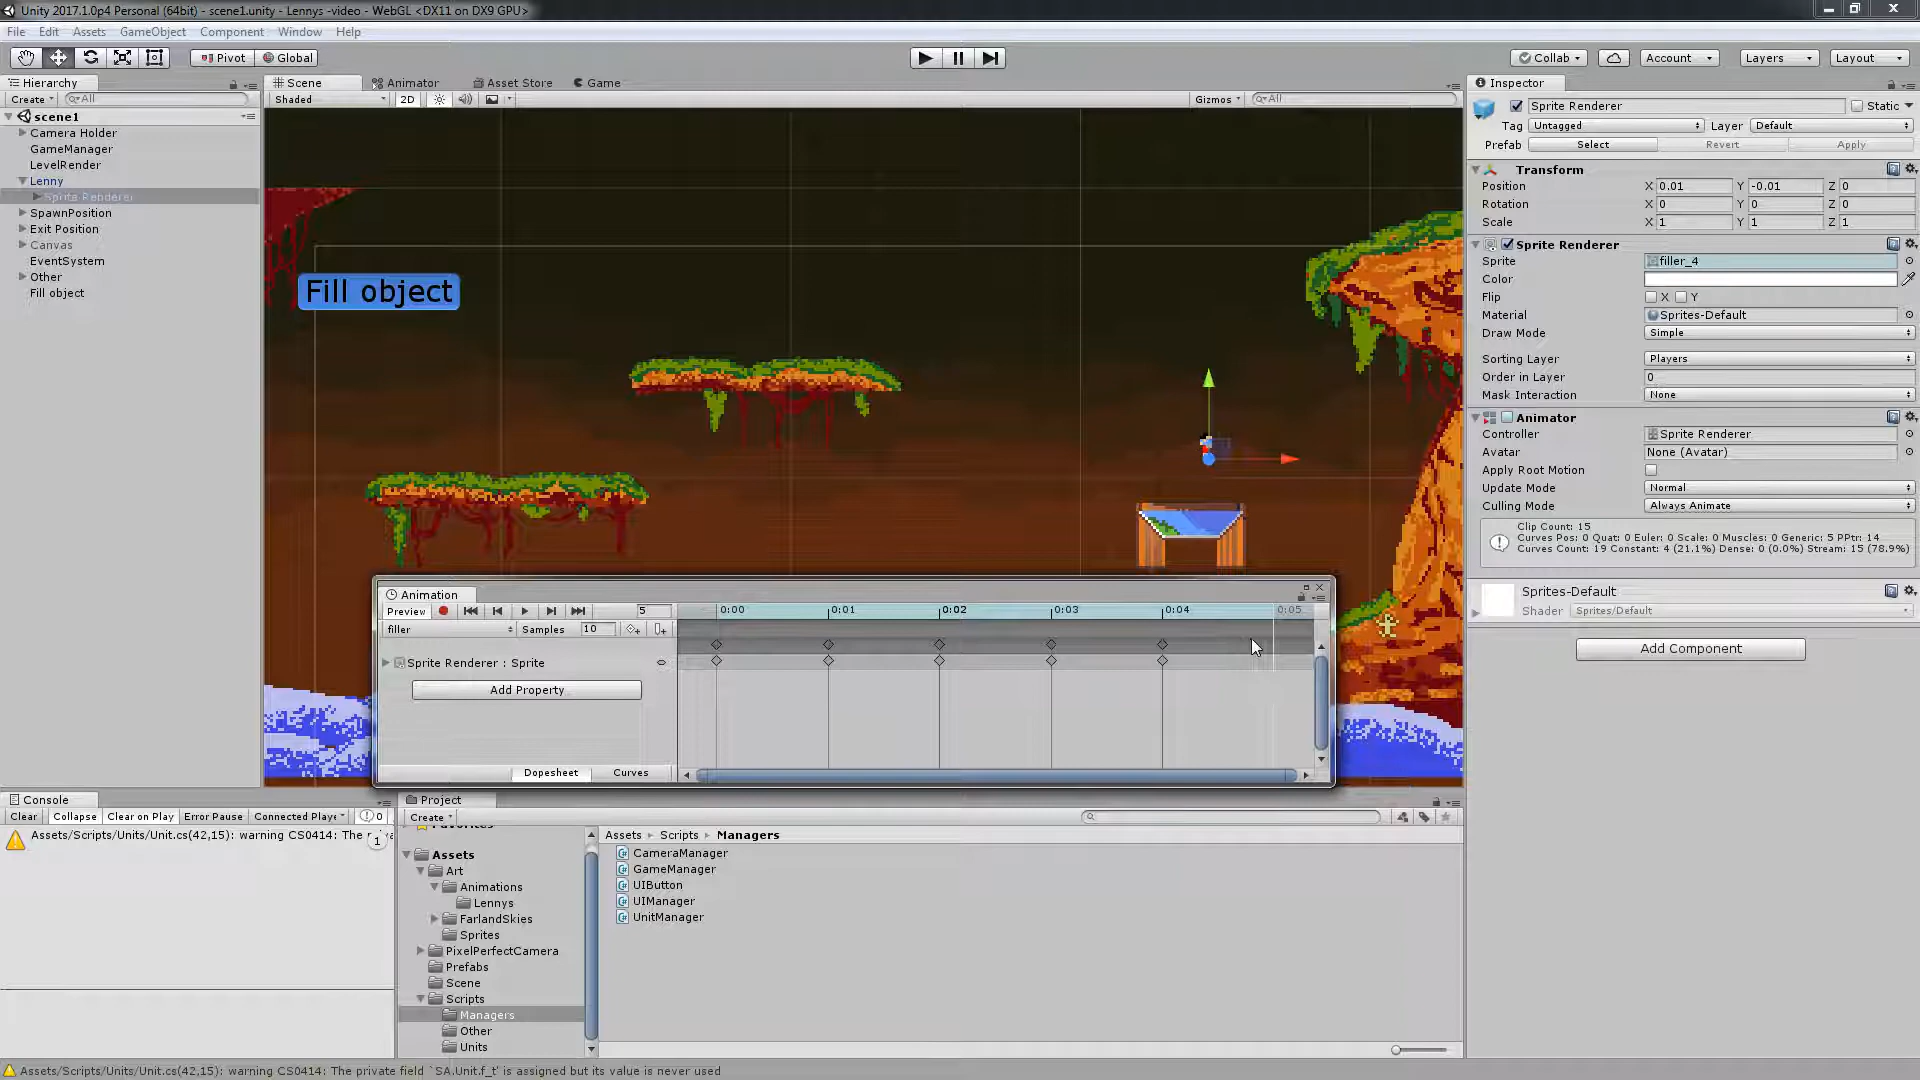 Unity 2017.1.0p4 Personal (64bit) - scene1.unity - Lennys -video - WebGL <DX11 on DX9 GPU>
File Edit Assets GameObject Component Window Help
Pivot Global Collab Account Layers Layout
Hierarchy
Create All
scene1
Camera Holder
GameManager
LevelRender
Lenny
Sprite Renderer
SpawnPosition
Exit Position
Canvas
EventSystem
Other
Fill object
Scene Animator Asset Store Game
Shaded 2D Gizmos All
Fill object
Inspector
Sprite Renderer Static
Tag Untagged Layer Default
Prefab Select Revert Apply
Transform
Position X 0.01 Y -0.01 Z 0
Rotation X 0 Y 0 Z 0
Scale X 1 Y 1 Z 1
Sprite Renderer
Sprite filler_4
Color
Flip X Y
Material Sprites-Default
Draw Mode Simple
Sorting Layer Players
Order in Layer 0
Mask Interaction None
Animator
Controller Sprite Renderer
Avatar None (Avatar)
Apply Root Motion
Update Mode Normal
Culling Mode Always Animate
Clip Count: 15
Curves Pos: 0 Quat: 0 Euler: 0 Scale: 0 Muscles: 0 Generic: 5 PPtr: 14
Curves Count: 19 Constant: 4 (21.1%) Dense: 0 (0.0%) Stream: 15 (78.9%)
Sprites-Default
Shader Sprites/Default
Add Component
Animation
Preview 5 0:00 0:01 0:02 0:03 0:04 0:05
filler Samples 10
Sprite Renderer : Sprite
Add Property
Dopesheet Curves
Console
Clear Collapse Clear on Play Error Pause Connected Playe 0
Assets/Scripts/Units/Unit.cs(42,15): warning CS0414: The priva 1
Project
Create
Favorites
Assets
Art
Animations
Lennys
FarlandSkies
Sprites
PixelPerfectCamera
Prefabs
Scene
Scripts
Managers
Other
Units
Assets Scripts Managers
CameraManager
GameManager
UIButton
UIManager
UnitManager
Assets/Scripts/Units/Unit.cs(42,15): warning CS0414: The private field `SA.Unit.f_t' is assigned but its value is never used